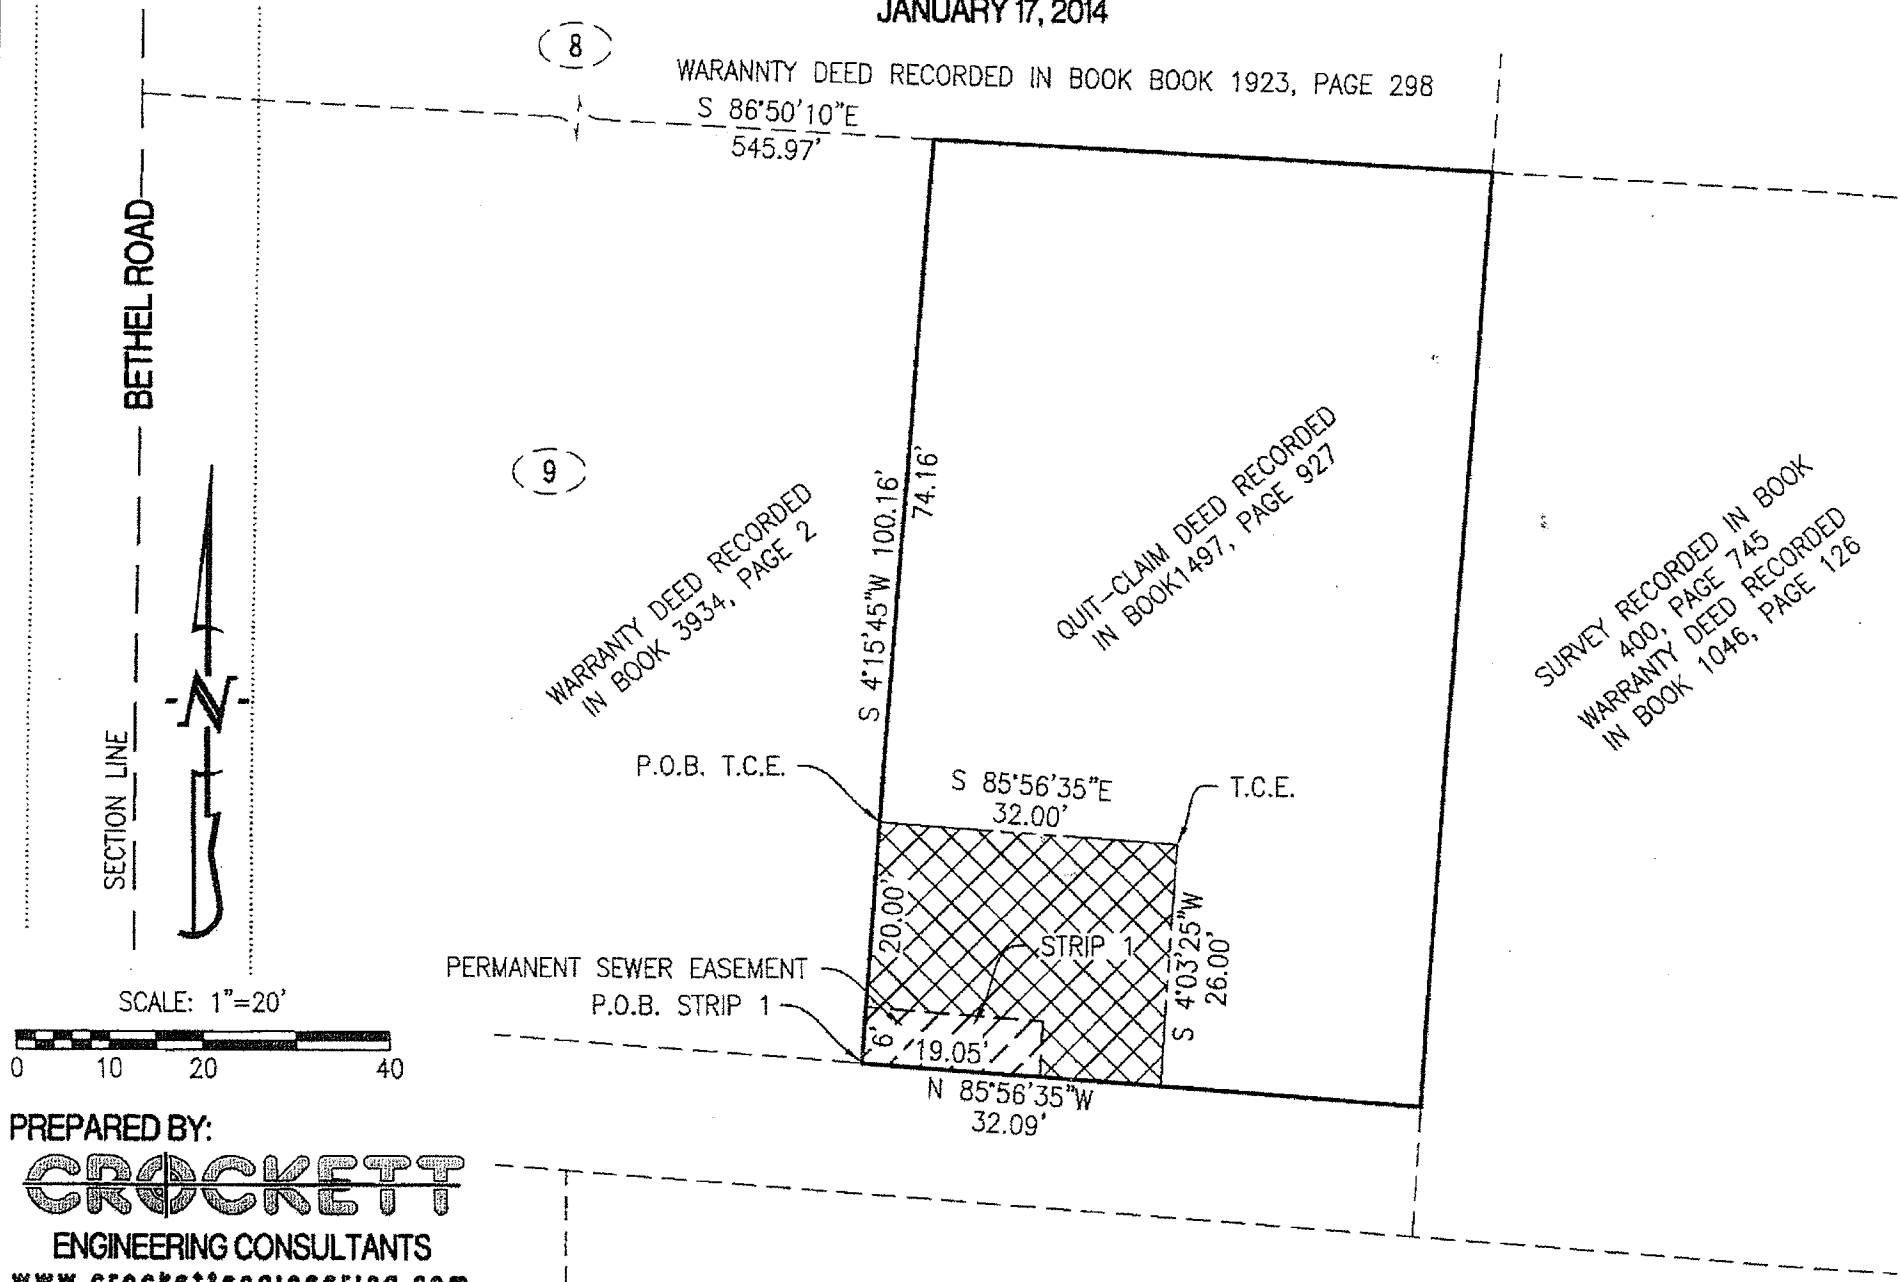 JANUARY 17, 2014
8
WARANNTY DEED RECORDED IN BOOK BOOK 1923, PAGE 298
S 86°50'10"E
545.97'
BETHEL ROAD
SECTION LINE
N
9
WARRANTY DEED RECORDED
IN BOOK 3934, PAGE 2
S 4°15'45"W 100.16'
74.16'
QUIT-CLAIM DEED RECORDED
IN BOOK1497, PAGE 927
SURVEY RECORDED IN BOOK
400, PAGE 745
WARRANTY DEED RECORDED
IN BOOK 1046, PAGE 126
P.O.B. T.C.E.
S 85°56'35"E
32.00'
T.C.E.
20.00'
STRIP 1
S 4°03'25"W
26.00'
PERMANENT SEWER EASEMENT
P.O.B. STRIP 1
6'
19.05'
N 85°56'35"W
32.09'
SCALE: 1"=20'
0 10 20 40
PREPARED BY:
CROCKETT
ENGINEERING CONSULTANTS
www.crockettengineering.com